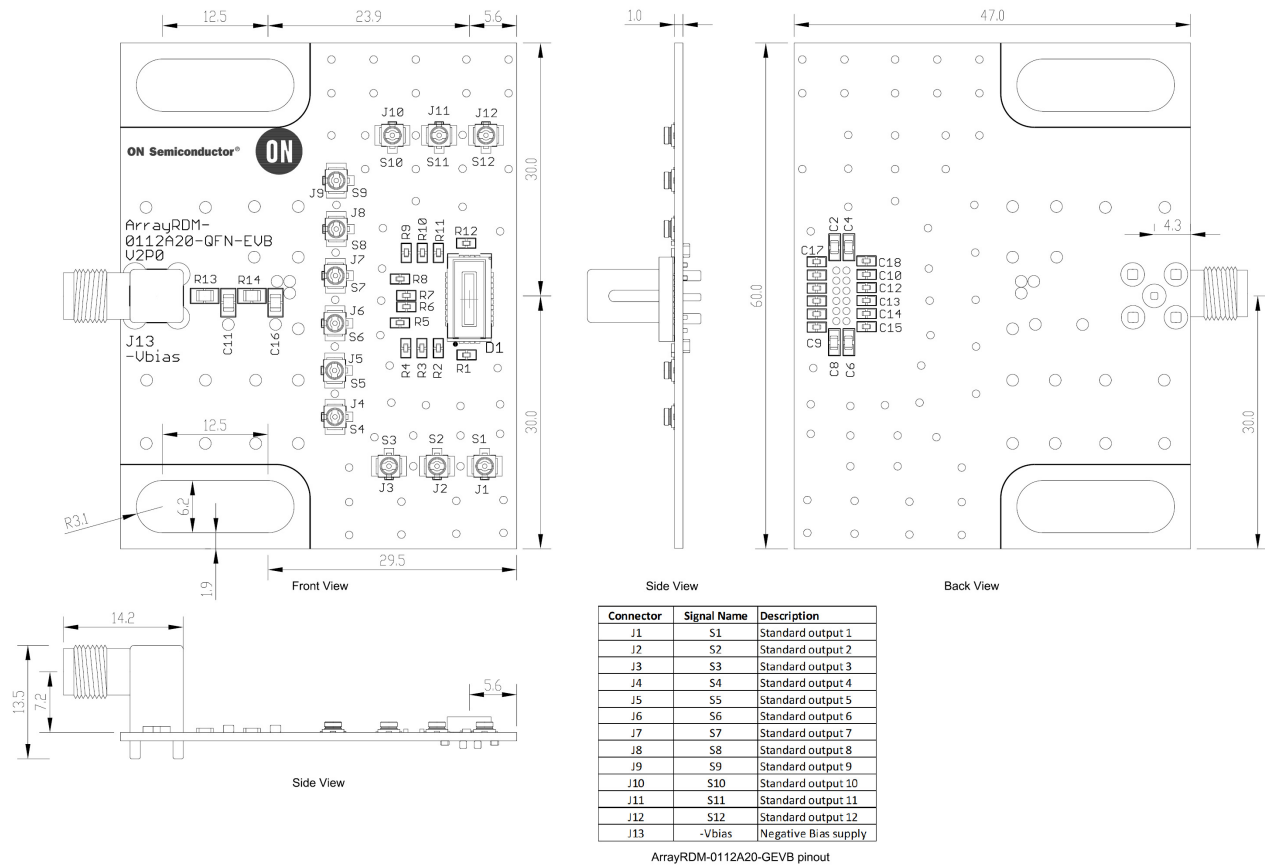 12.5
23.9
5.6
1.0
47.0
J10
J11
J12
ON Semiconductor®
ON
S10
S11
S12
30.0
J9
S9
ArrayRDM-
0112A20-QFN-EVB
V2P0
J8
S8
R9
R10
R11
R12
J7
S7
R8
R13
R14
R7
R6
J6
S6
R5
C11
C16
J13
-Vbias
J5
S5
R4
R3
R2
R1
D1
J4
S4
12.5
S3
S2
S1
J3
J2
J1
30.0
R3.1
6.2
1.9
29.5
Front View
Side View
60.0
C2
C4
C17
C18
C10
C12
C13
C14
C15
C9
C8
C6
4.3
30.0
Back View
14.2
13.5
7.2
5.6
Side View
Connector Signal Name Description
J1 S1 Standard output 1
J2 S2 Standard output 2
J3 S3 Standard output 3
J4 S4 Standard output 4
J5 S5 Standard output 5
J6 S6 Standard output 6
J7 S7 Standard output 7
J8 S8 Standard output 8
J9 S9 Standard output 9
J10 S10 Standard output 10
J11 S11 Standard output 11
J12 S12 Standard output 12
J13 -Vbias Negative Bias supply
ArrayRDM-0112A20-GEVB pinout